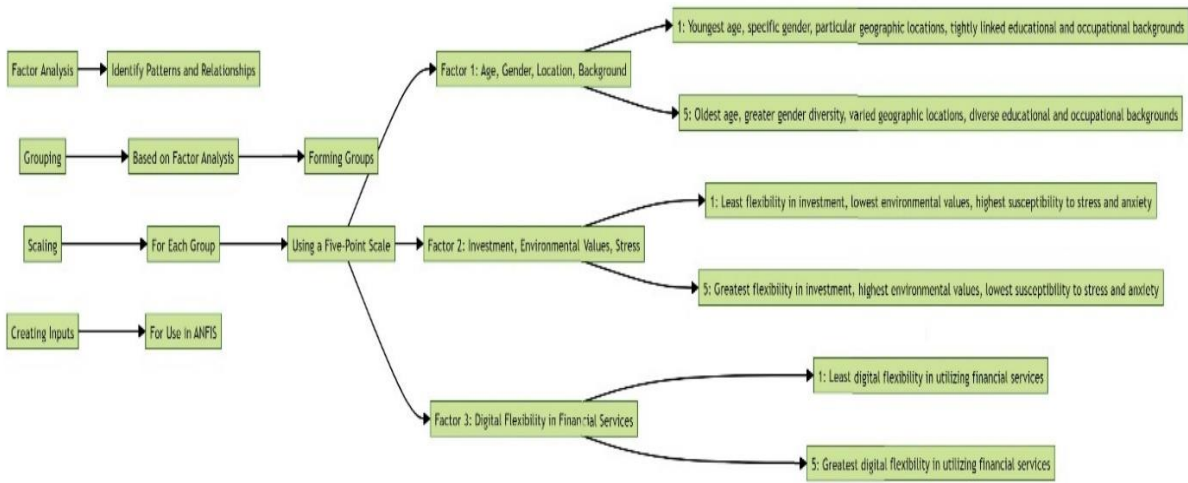 Factor Analysis
Identify Patterns and Relationships
Grouping
Based on Factor Analysis
Forming Groups
Scaling
For Each Group
Using a Five-Point Scale
Creating Inputs
For Use in ANFIS
Factor 1: Age, Gender, Location, Background
1: Youngest age, specific gender, particular geographic locations, tightly linked educational and occupational backgrounds
5: Oldest age, greater gender diversity, varied geographic locations, diverse educational and occupational backgrounds
Factor 2: Investment, Environmental Values, Stress
1: Least flexibility in investment, lowest environmental values, highest susceptibility to stress and anxiety
5: Greatest flexibility in investment, highest environmental values, lowest susceptibility to stress and anxiety
Factor 3: Digital Flexibility in Financial Services
1: Least digital flexibility in utilizing financial services
5: Greatest digital flexibility in utilizing financial services